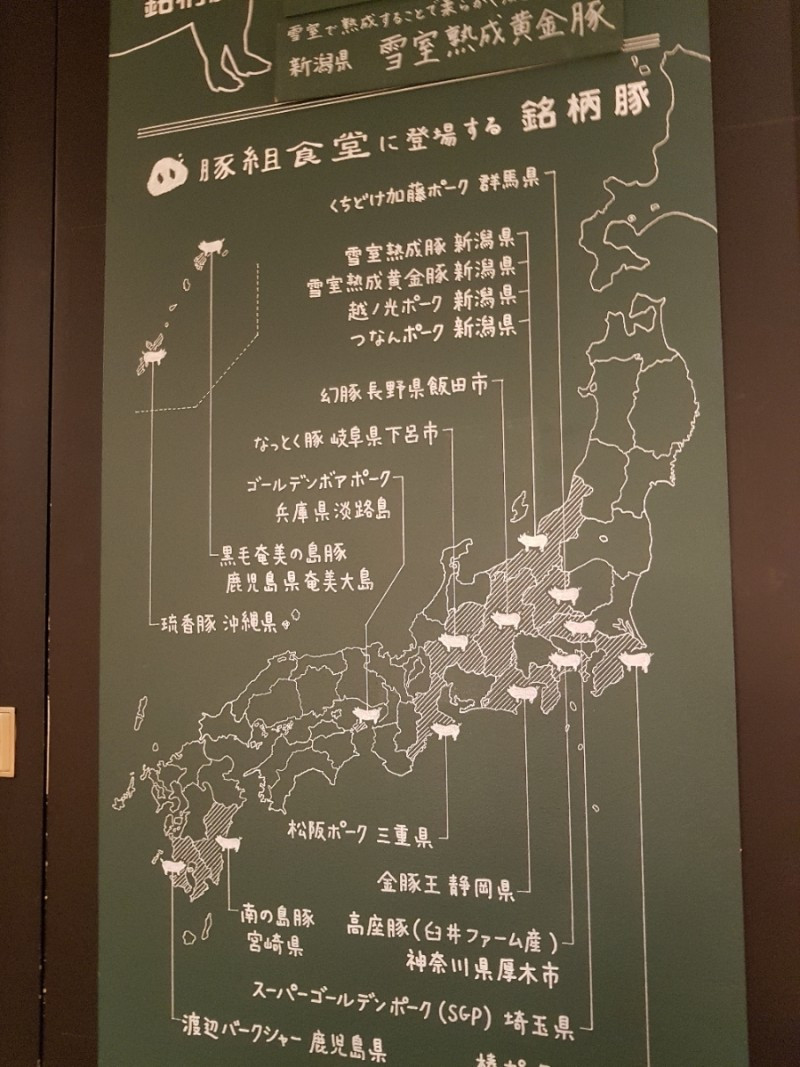 銘柄
雪室で熟成することで柔らかく
新潟県 雪室熟成黄金豚
豚組食堂に登場する 銘柄豚
くちどけ加藤ポーク 群馬県
雪室熟成豚 新潟県
雪室熟成黄金豚 新潟県
越ノ光ポーク 新潟県
つなんポーク 新潟県
幻豚 長野県飯田市
なっとく豚 岐阜県下呂市
ゴールデンボアポーク
兵庫県淡路島
黒毛奄美の島豚
鹿児島県奄美大島
琉香豚 沖縄県
松阪ポーク 三重県
金豚王 静岡県
南の島豚
宮崎県
高座豚(臼井ファーム産)
神奈川県厚木市
スーパーゴールデンポーク(SGP) 埼玉県
渡辺バークシャー 鹿児島県